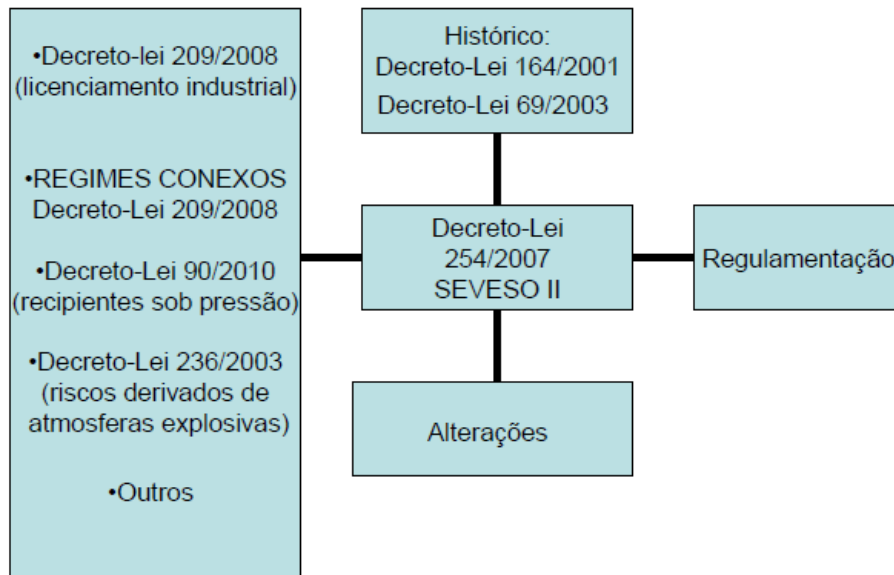 •Decreto-lei 209/2008
(licenciamento industrial)
•REGIMES CONEXOS
Decreto-Lei 209/2008
•Decreto-Lei 90/2010
(recipientes sob pressão)
•Decreto-Lei 236/2003
(riscos derivados de
atmosferas explosivas)
•Outros
Histórico:
Decreto-Lei 164/2001
Decreto-Lei 69/2003
Decreto-Lei
254/2007
SEVESO II
Regulamentação
Alterações